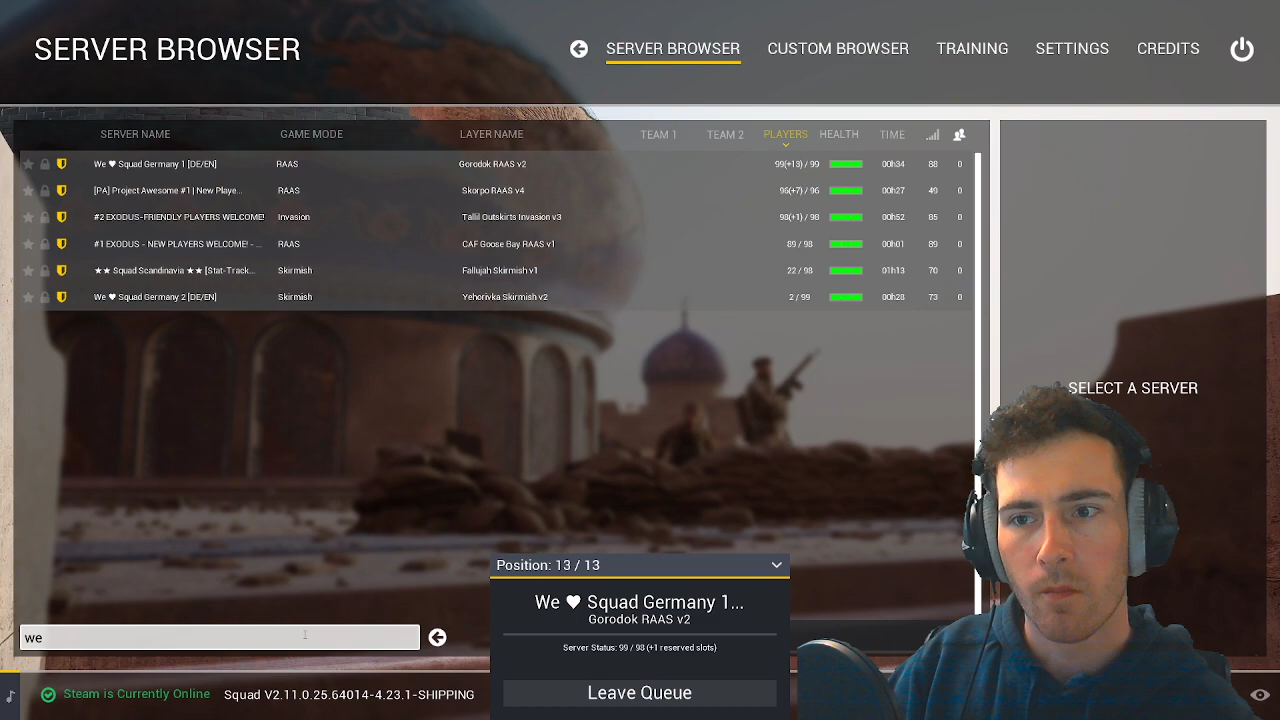 SERVER BROWSER
SERVER BROWSER CUSTOM BROWSER TRAINING SETTINGS CREDITS
SERVER NAME GAME MODE LAYER NAME TEAM 1 TEAM 2 PLAYERS HEALTH TIME
We ♥ Squad Germany 1 [DE/EN] RAAS Gorodok RAAS v2 99(+13) / 99 00h34 88 0
[PA] Project Awesome #1 | New Playe... RAAS Skorpo RAAS v4 96(+7) / 96 00h27 49 0
#2 EXODUS-FRIENDLY PLAYERS WELCOME! Invasion Tallil Outskirts Invasion v3 98(+1) / 98 00h52 85 0
#1 EXODUS - NEW PLAYERS WELCOME! - ... RAAS CAF Goose Bay RAAS v1 89 / 98 00h01 89 0
★★ Squad Scandinavia ★★ [Stat-Track... Skirmish Fallujah Skirmish v1 22 / 98 01h13 70 0
We ♥ Squad Germany 2 [DE/EN] Skirmish Yehorivka Skirmish v2 2 / 99 00h28 73 0
SELECT A SERVER
Position: 13 / 13
We ♥ Squad Germany 1...
Gorodok RAAS v2
Server Status: 99 / 98 (+1 reserved slots)
Leave Queue
we
Steam is Currently Online Squad V2.11.0.25.64014-4.23.1-SHIPPING